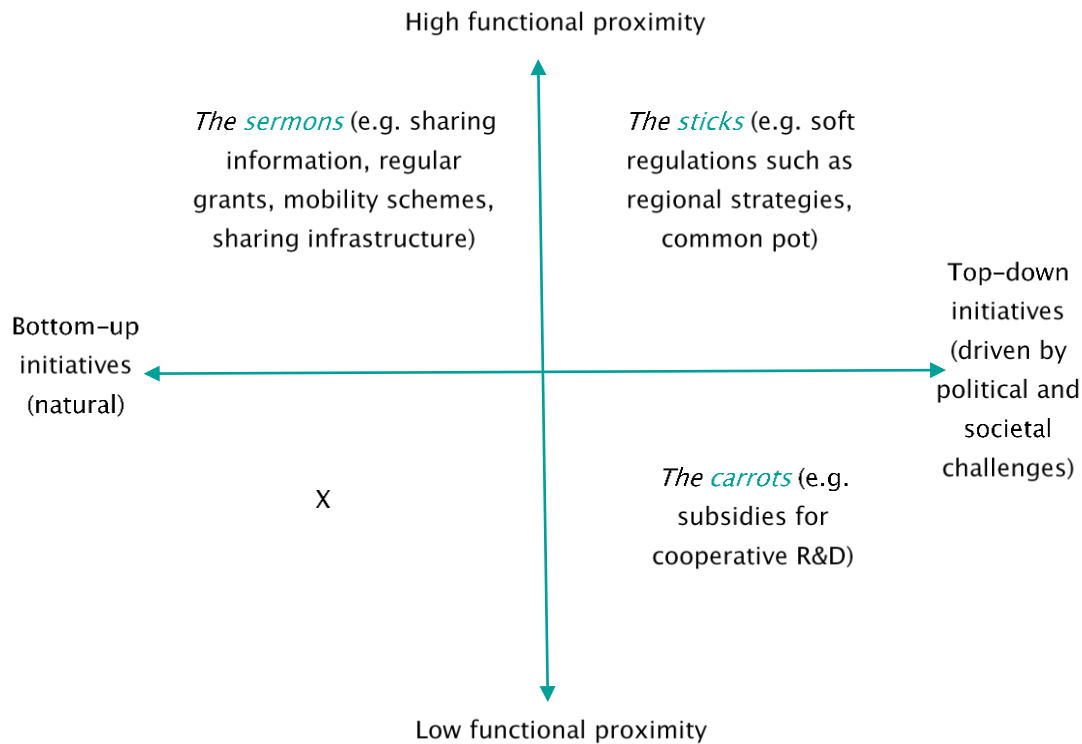 High functional proximity
The sermons (e.g. sharing
information, regular
grants, mobility schemes,
sharing infrastructure)
The sticks (e.g. soft
regulations such as
regional strategies,
common pot)
Bottom-up
initiatives
(natural)
Top-down
initiatives
(driven by
political and
societal
challenges)
X
The carrots (e.g.
subsidies for
cooperative R&D)
Low functional proximity